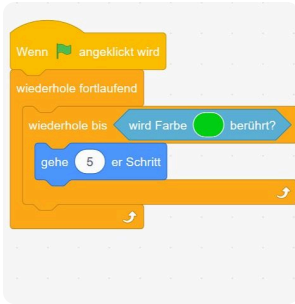 Wenn angeklickt wird
wiederhole fortlaufend
wiederhole bis wird Farbe berührt?
gehe 5 er Schritt